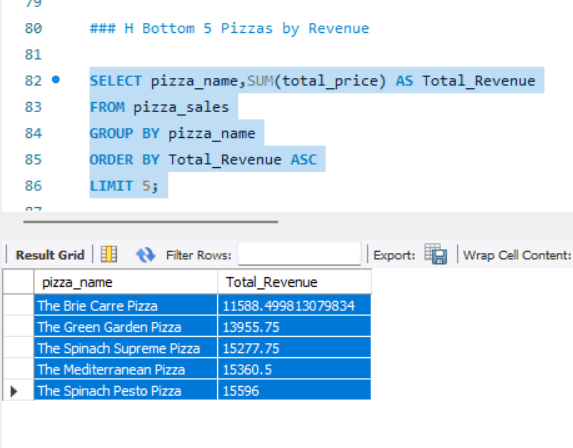 79
80 ### H Bottom 5 Pizzas by Revenue
81
82 SELECT pizza_name,SUM(total_price) AS Total_Revenue
83 FROM pizza_sales
84 GROUP BY pizza_name
85 ORDER BY Total_Revenue ASC
86 LIMIT 5;
87
Result Grid Filter Rows: Export: Wrap Cell Content:
pizza_name Total_Revenue
The Brie Carre Pizza 11588.499813079834
The Green Garden Pizza 13955.75
The Spinach Supreme Pizza 15277.75
The Mediterranean Pizza 15360.5
The Spinach Pesto Pizza 15596